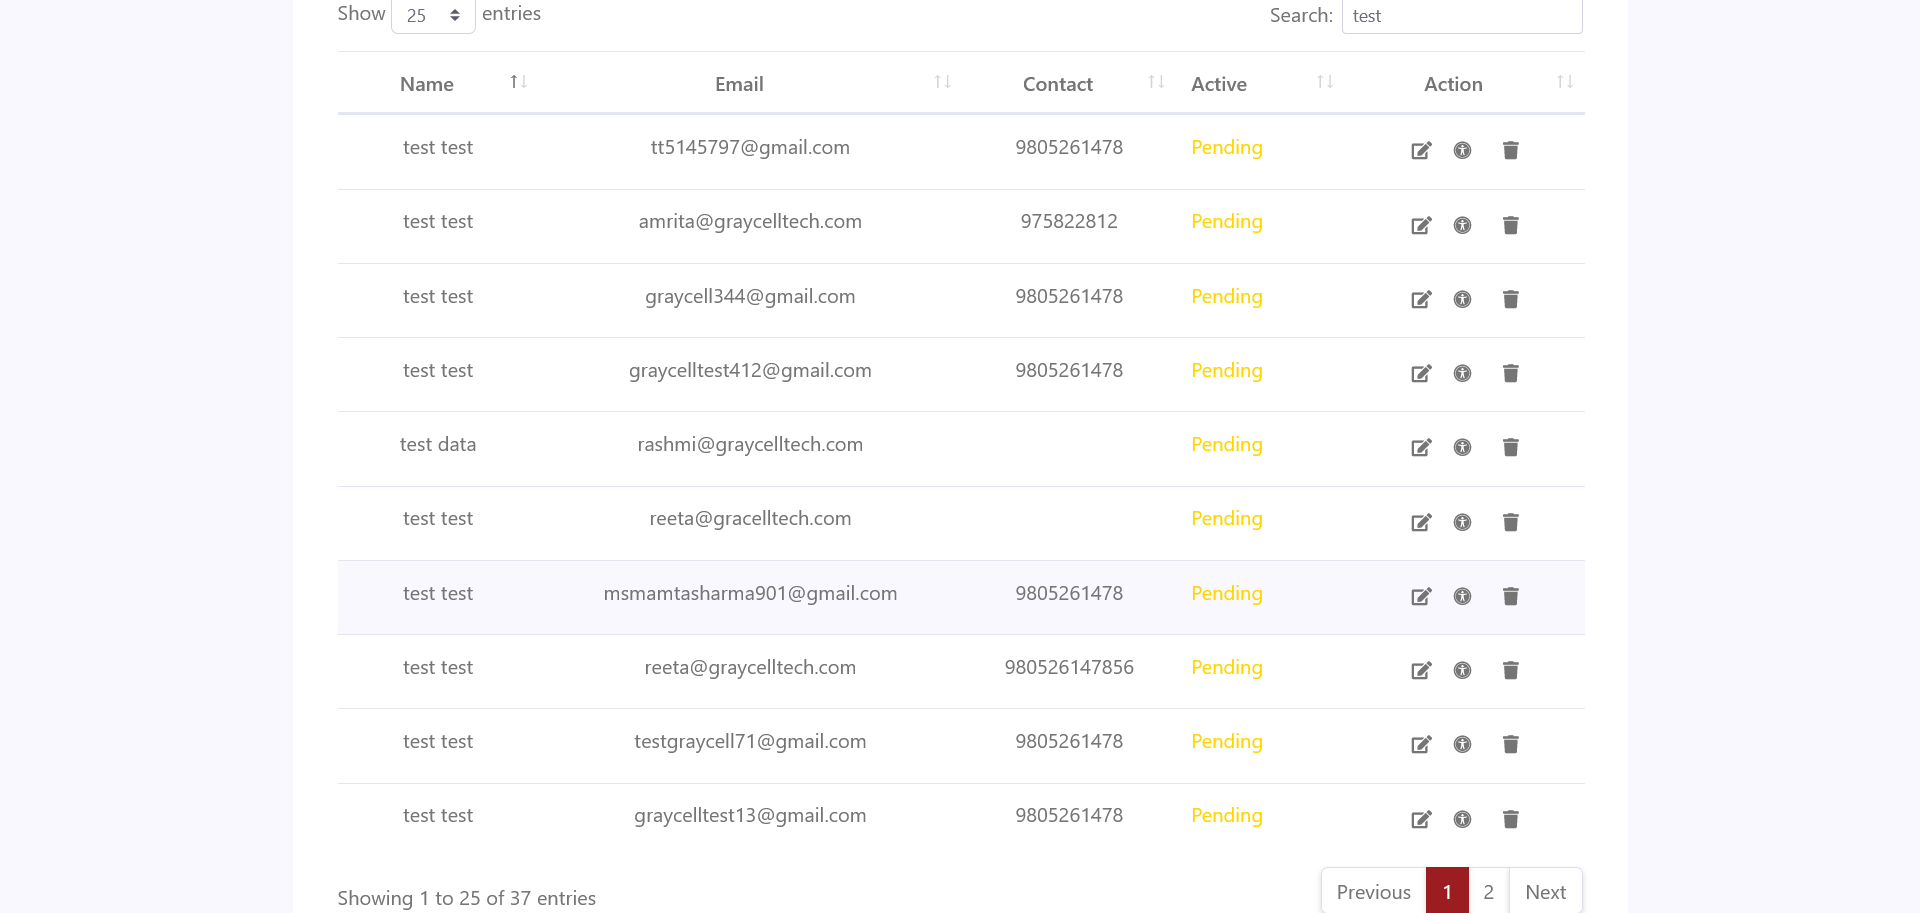 Show 25 entries Search: test
Name Email Contact Active Action
test test tt5145797@gmail.com 9805261478 Pending
test test amrita@graycelltech.com 975822812 Pending
test test graycell344@gmail.com 9805261478 Pending
test test graycelltest412@gmail.com 9805261478 Pending
test data rashmi@graycelltech.com Pending
test test reeta@gracelltech.com Pending
test test msmamtasharma901@gmail.com 9805261478 Pending
test test reeta@graycelltech.com 980526147856 Pending
test test testgraycell71@gmail.com 9805261478 Pending
test test graycelltest13@gmail.com 9805261478 Pending
Showing 1 to 25 of 37 entries Previous 1 2 Next